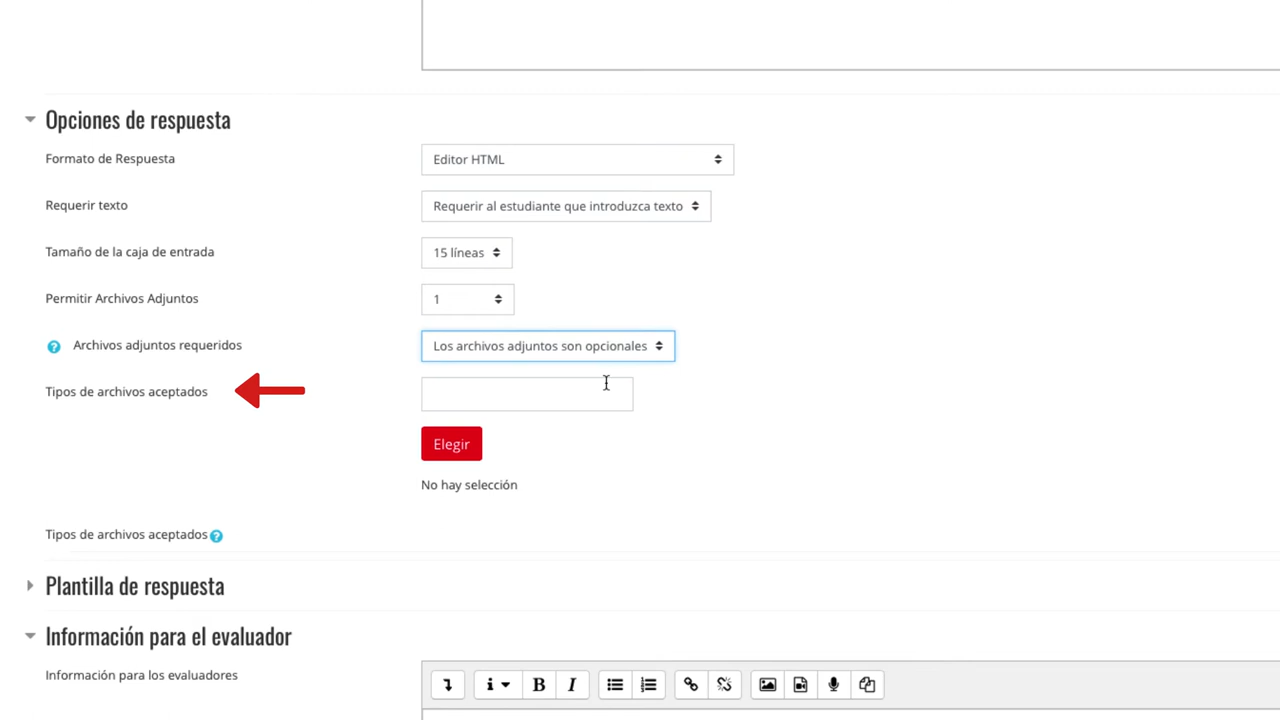 Opciones de respuesta
Formato de Respuesta Editor HTML
Requerir texto Requerir al estudiante que introduzca texto
Tamaño de la caja de entrada 15 líneas
Permitir Archivos Adjuntos 1
Archivos adjuntos requeridos Los archivos adjuntos son opcionales
Tipos de archivos aceptados
Elegir
No hay selección
Tipos de archivos aceptados
Plantilla de respuesta
Información para el evaluador
Información para los evaluadores